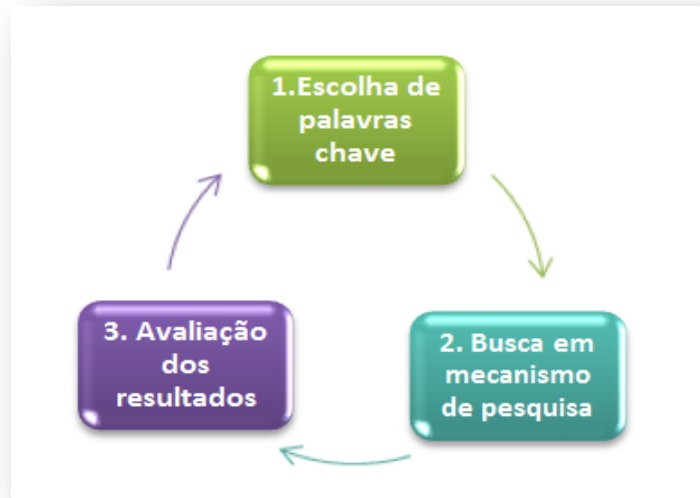 1.Escolha de
palavras
chave
2. Busca em
mecanismo
de pesquisa
3. Avaliação
dos
resultados